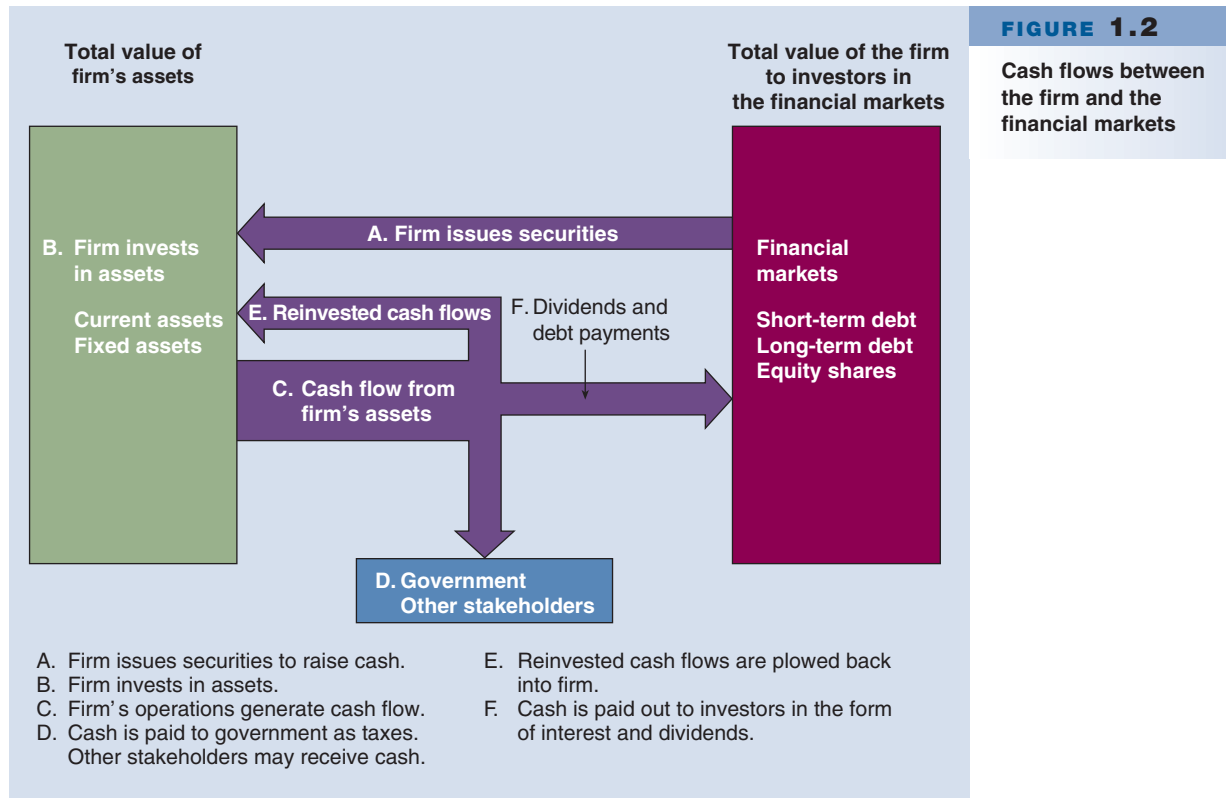 FIGURE 1.2
Cash flows between
the firm and the
financial markets
Total value of
firm's assets
Total value of the firm
to investors in
the financial markets
B. Firm invests
in assets
Current assets
Fixed assets
A. Firm issues securities
E. Reinvested cash flows
F. Dividends and
debt payments
C. Cash flow from
firm's assets
Financial
markets
Short-term debt
Long-term debt
Equity shares
D. Government
Other stakeholders
A. Firm issues securities to raise cash.
B. Firm invests in assets.
C. Firm's operations generate cash flow.
D. Cash is paid to government as taxes.
Other stakeholders may receive cash.
E. Reinvested cash flows are plowed back
into firm.
F. Cash is paid out to investors in the form
of interest and dividends.